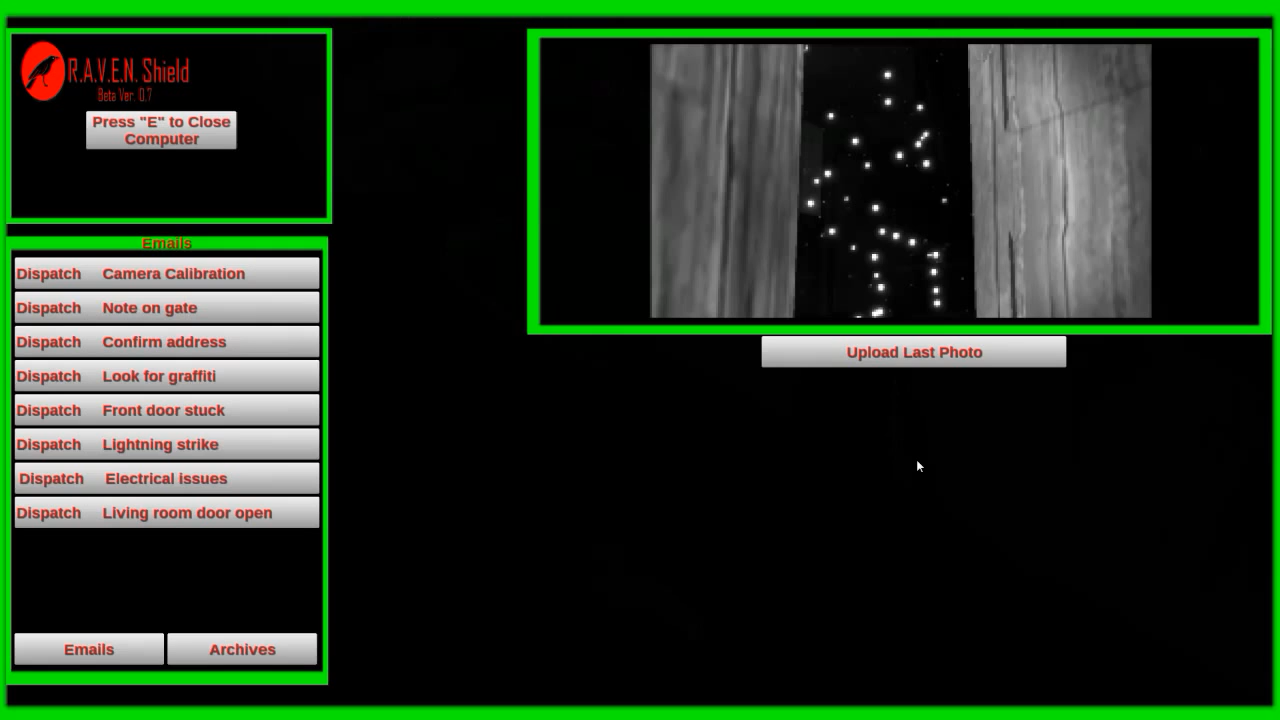 R.A.V.E.N. Shield
Beta Ver. 0.7
Press "E" to Close
Computer
Emails
Dispatch Camera Calibration
Dispatch Note on gate
Dispatch Confirm address
Dispatch Look for graffiti
Dispatch Front door stuck
Dispatch Lightning strike
Dispatch Electrical issues
Dispatch Living room door open
Emails Archives
Upload Last Photo